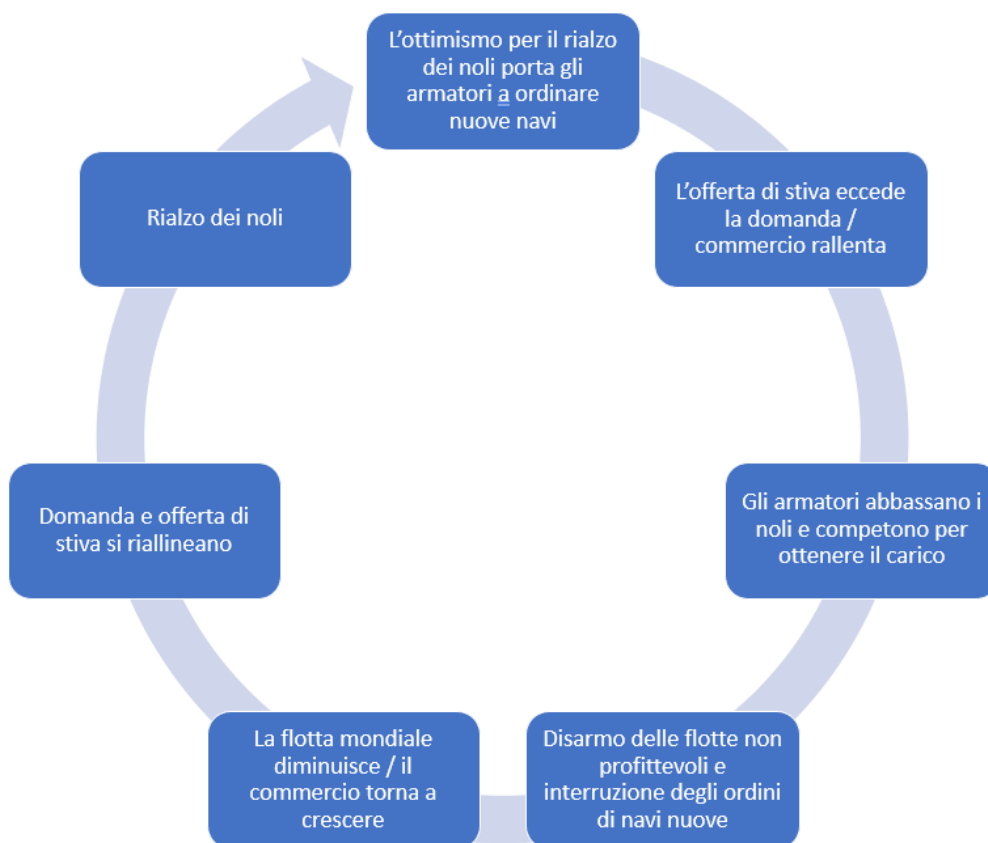 L'ottimismo per il rialzo
dei noli porta gli
armatori a ordinare
nuove navi
L'offerta di stiva eccede
la domanda /
commercio rallenta
Gli armatori abbassano i
noli e competono per
ottenere il carico
Disarmo delle flotte non
profittevoli e
interruzione degli ordini
di navi nuove
La flotta mondiale
diminuisce / il
commercio torna a
crescere
Domanda e offerta di
stiva si riallineano
Rialzo dei noli